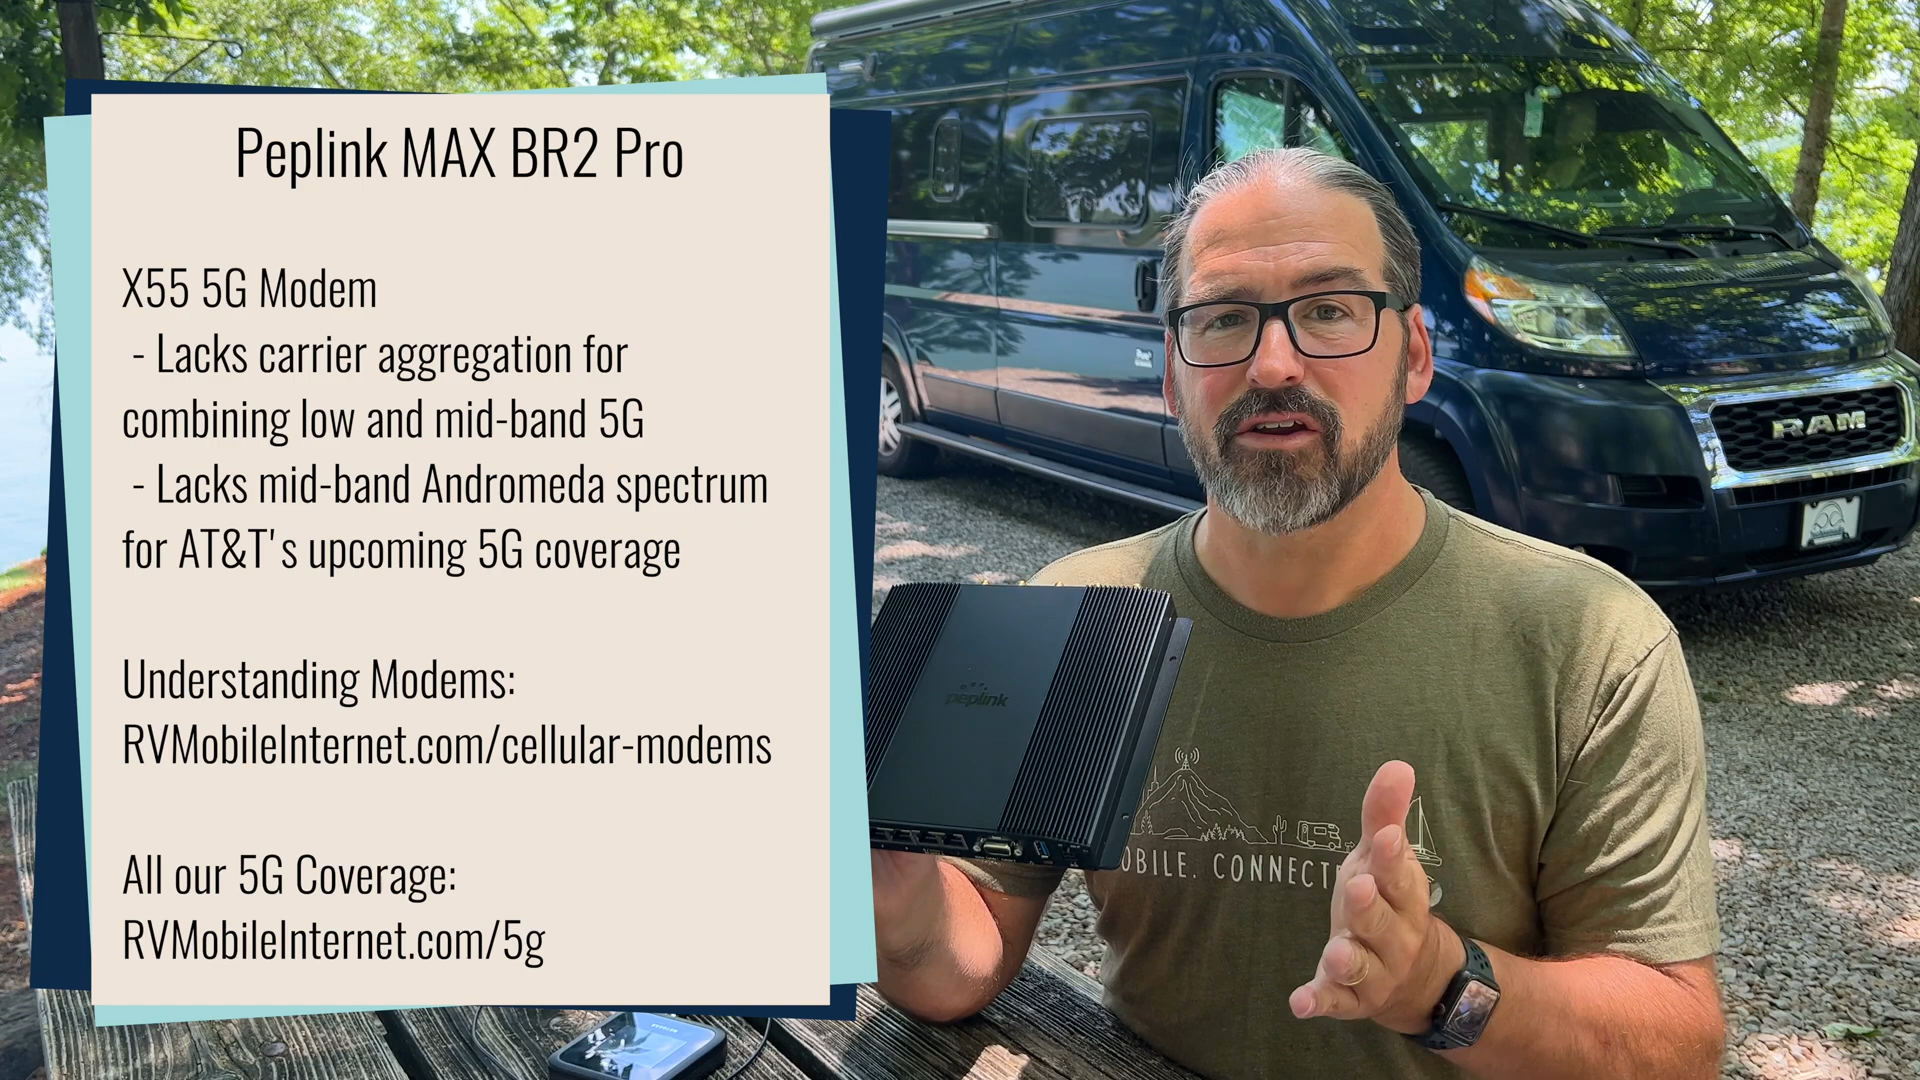 Peplink MAX BR2 Pro
X55 5G Modem
- Lacks carrier aggregation for
combining low and mid-band 5G
- Lacks mid-band Andromeda spectrum
for AT&T's upcoming 5G coverage
Understanding Modems:
RVMobileInternet.com/cellular-modems
All our 5G Coverage:
RVMobileInternet.com/5g
RAM
peplink
OBILE. CONNECT